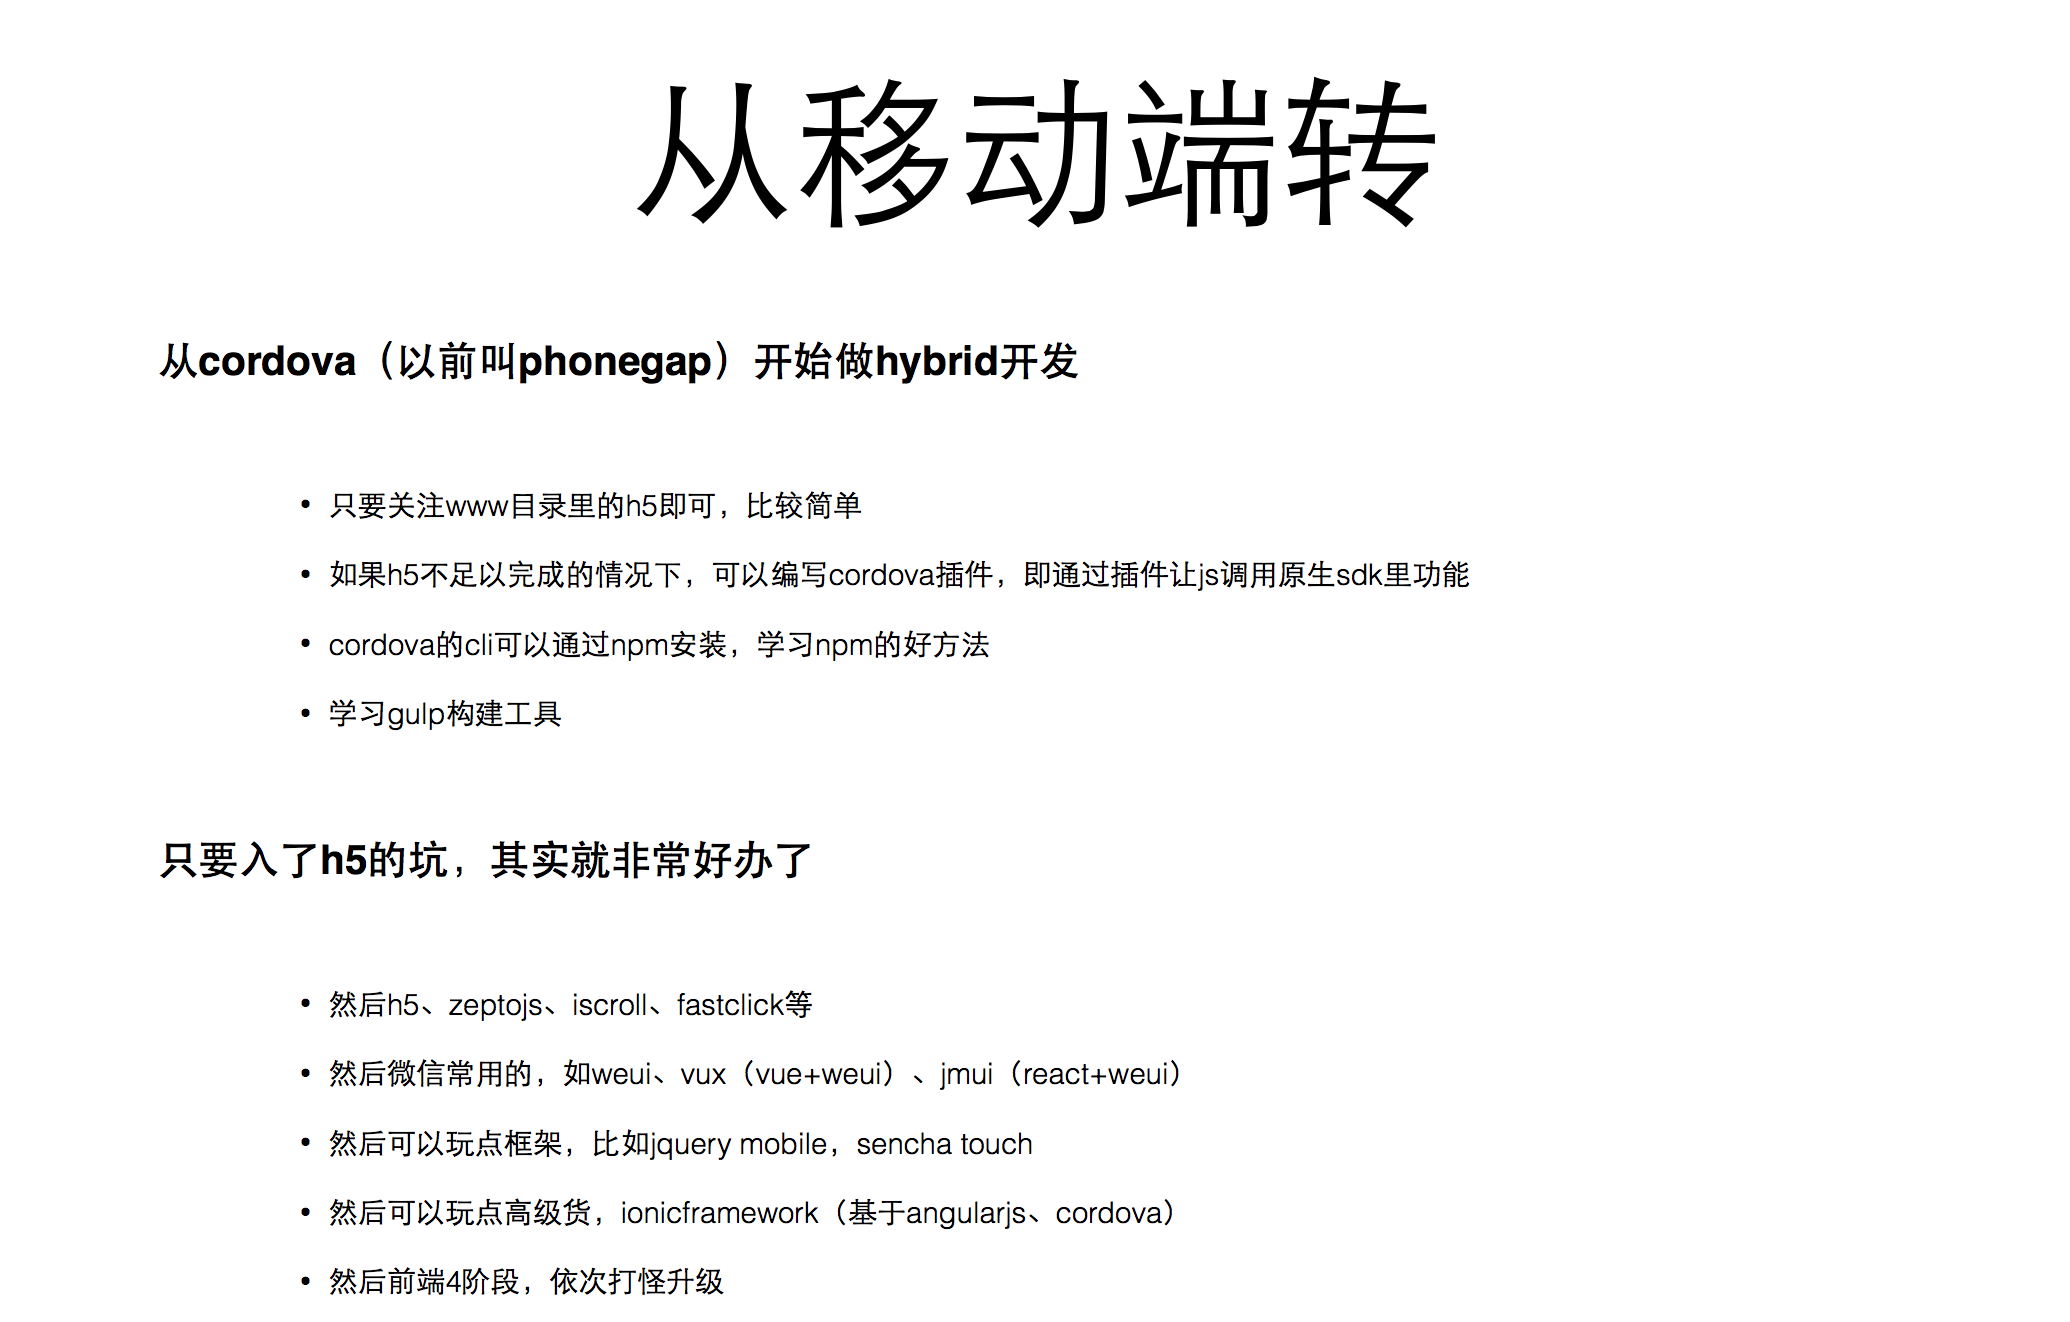 从移动端转
从cordova（以前叫phonegap）开始做hybrid开发
• 只要关注www目录里的h5即可，比较简单
• 如果h5不足以完成的情况下，可以编写cordova插件，即通过插件让js调用原生sdk里功能
• cordova的cli可以通过npm安装，学习npm的好方法
• 学习gulp构建工具
只要入了h5的坑，其实就非常好办了
• 然后h5、zeptojs、iscroll、fastclick等
• 然后微信常用的，如weui、vux（vue+weui）、jmui（react+weui）
• 然后可以玩点框架，比如jquery mobile，sencha touch
• 然后可以玩点高级货，ionicframework（基于angularjs、cordova）
• 然后前端4阶段，依次打怪升级